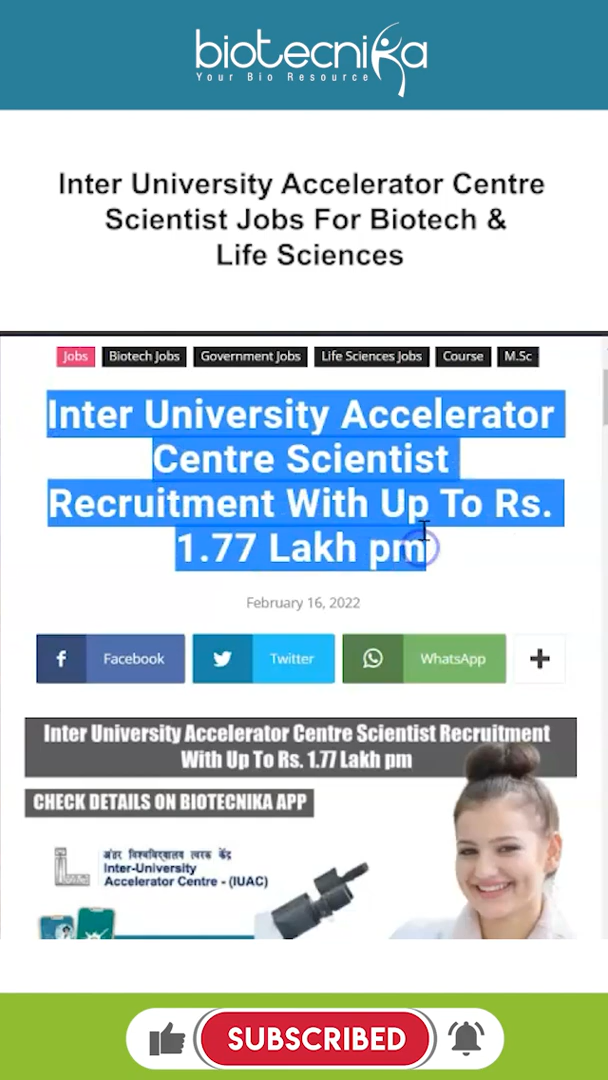 biotecnika
Your Bio Resource
Inter University Accelerator Centre
Scientist Jobs For Biotech &
Life Sciences
Jobs
Biotech Jobs
Government Jobs
Life Sciences Jobs
Course
M.Sc
Inter University Accelerator
Centre Scientist
Recruitment With Up To Rs.
1.77 Lakh pm
February 16, 2022
Facebook
Twitter
WhatsApp
Inter University Accelerator Centre Scientist Recruitment
With Up To Rs. 1.77 Lakh pm
CHECK DETAILS ON BIOTECNIKA APP
अंतर विश्वविद्यालय त्वरक केंद्र
Inter-University
Accelerator Centre - (IUAC)
SUBSCRIBED